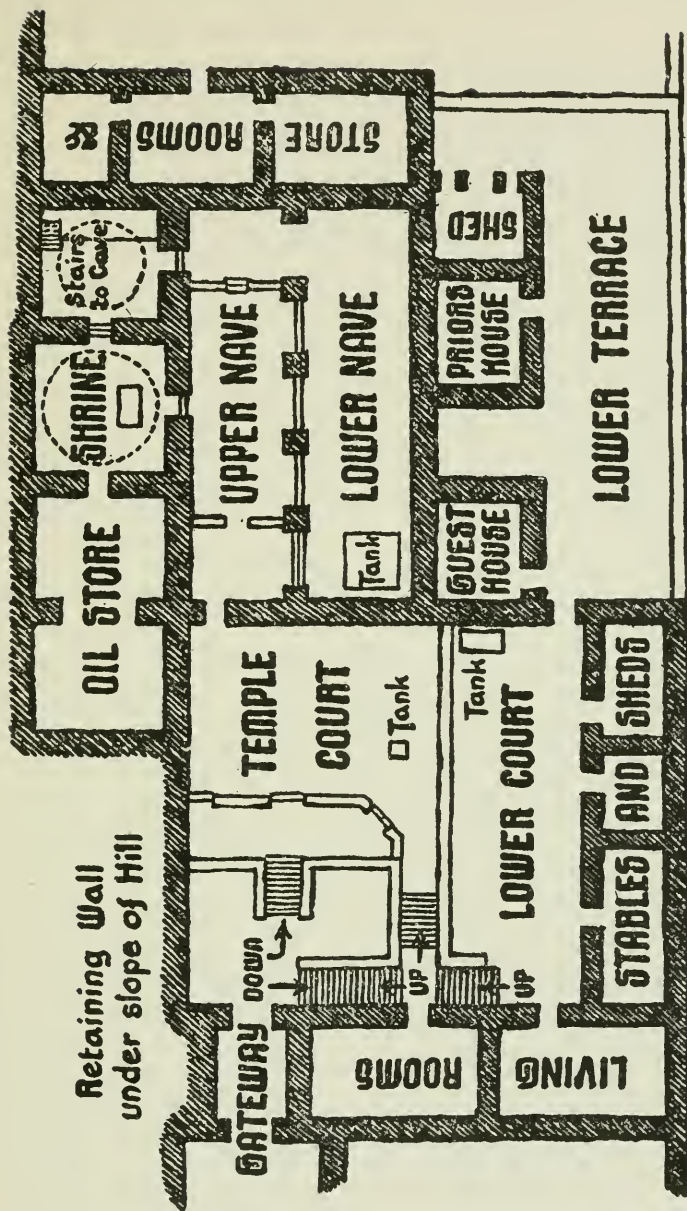 Retaining Wall
under slope of Hill
GATEWAY
DOWN
UP
UP
LIVING
ROOMS
TEMPLE
COURT
Tank
LOWER COURT
Tank
STABLES
AND
SHEDS
OIL STORE
SHRINE
Stairs
to Cave
UPPER NAVE
LOWER NAVE
Tank
GUEST
HOUSE
PRIORS
HOUSE
SHED
LOWER TERRACE
STORE
ROOMS
&c